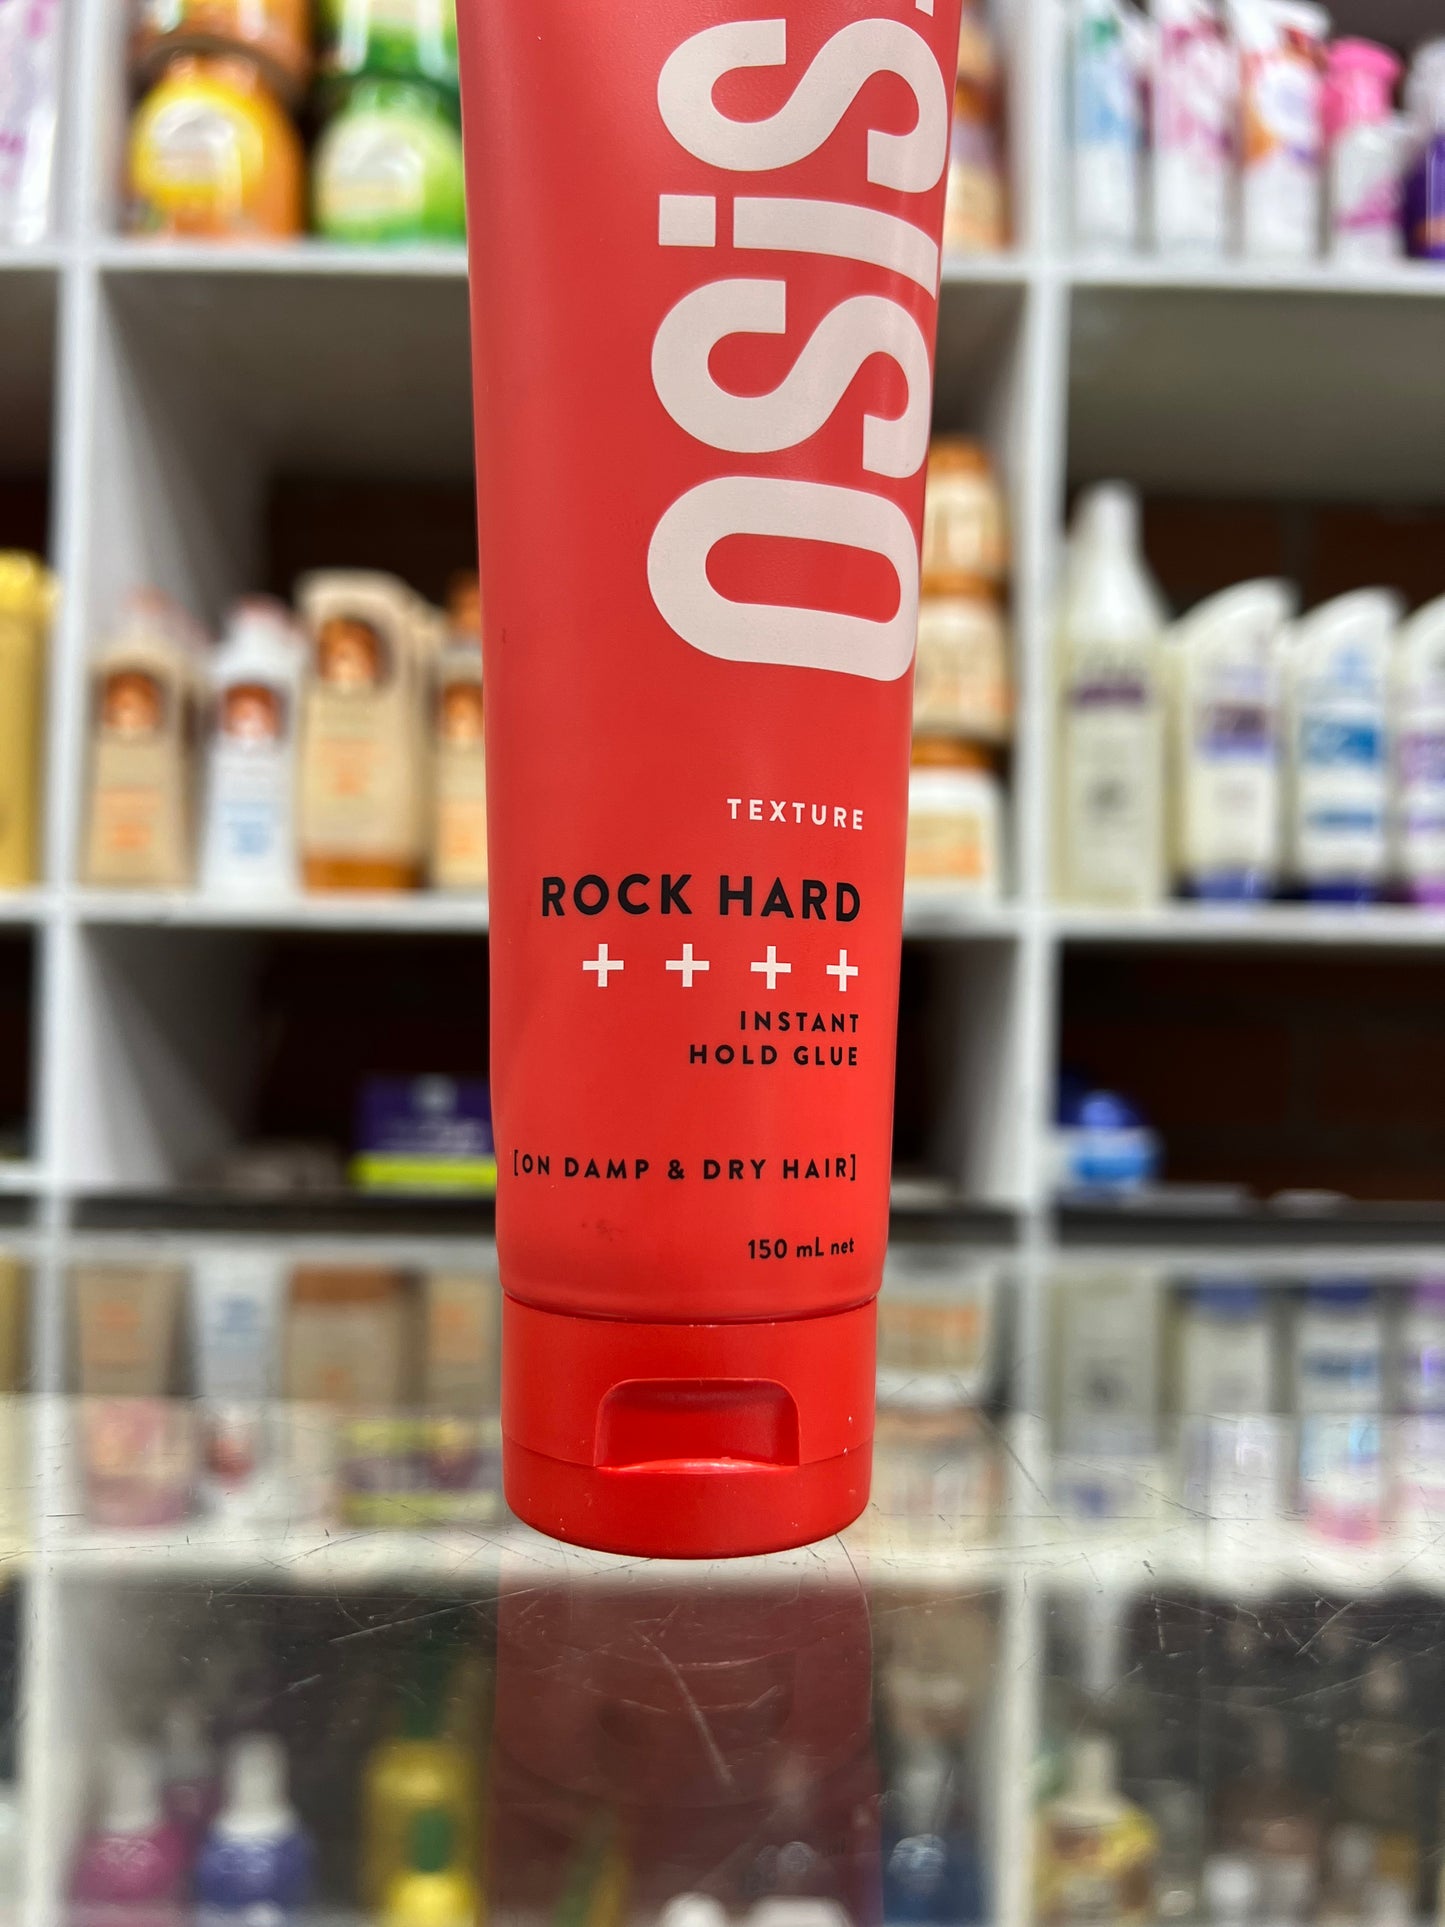 OSiS
TEXTURE
ROCK HARD
++++
INSTANT
HOLD GLUE
[ON DAMP & DRY HAIR]
150 mL net